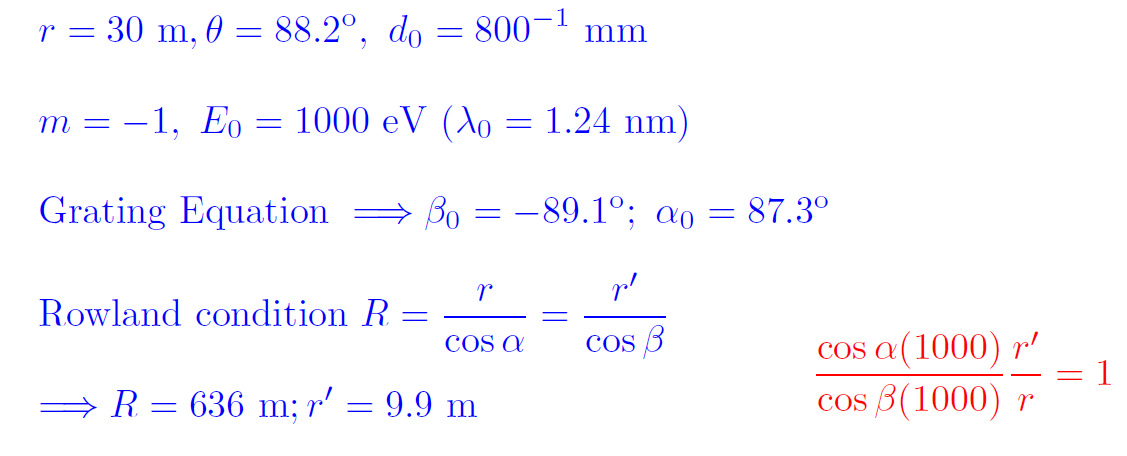 r = 30 m, θ = 88.2°, d₀ = 800⁻¹ mm
m = −1, E₀ = 1000 eV (λ₀ = 1.24 nm)
Grating Equation ⟹ β₀ = −89.1°; α₀ = 87.3°
Rowland condition R = r / cos α = r′ / cos β
⟹ R = 636 m; r′ = 9.9 m
cos α(1000) / cos β(1000) r′ / r = 1